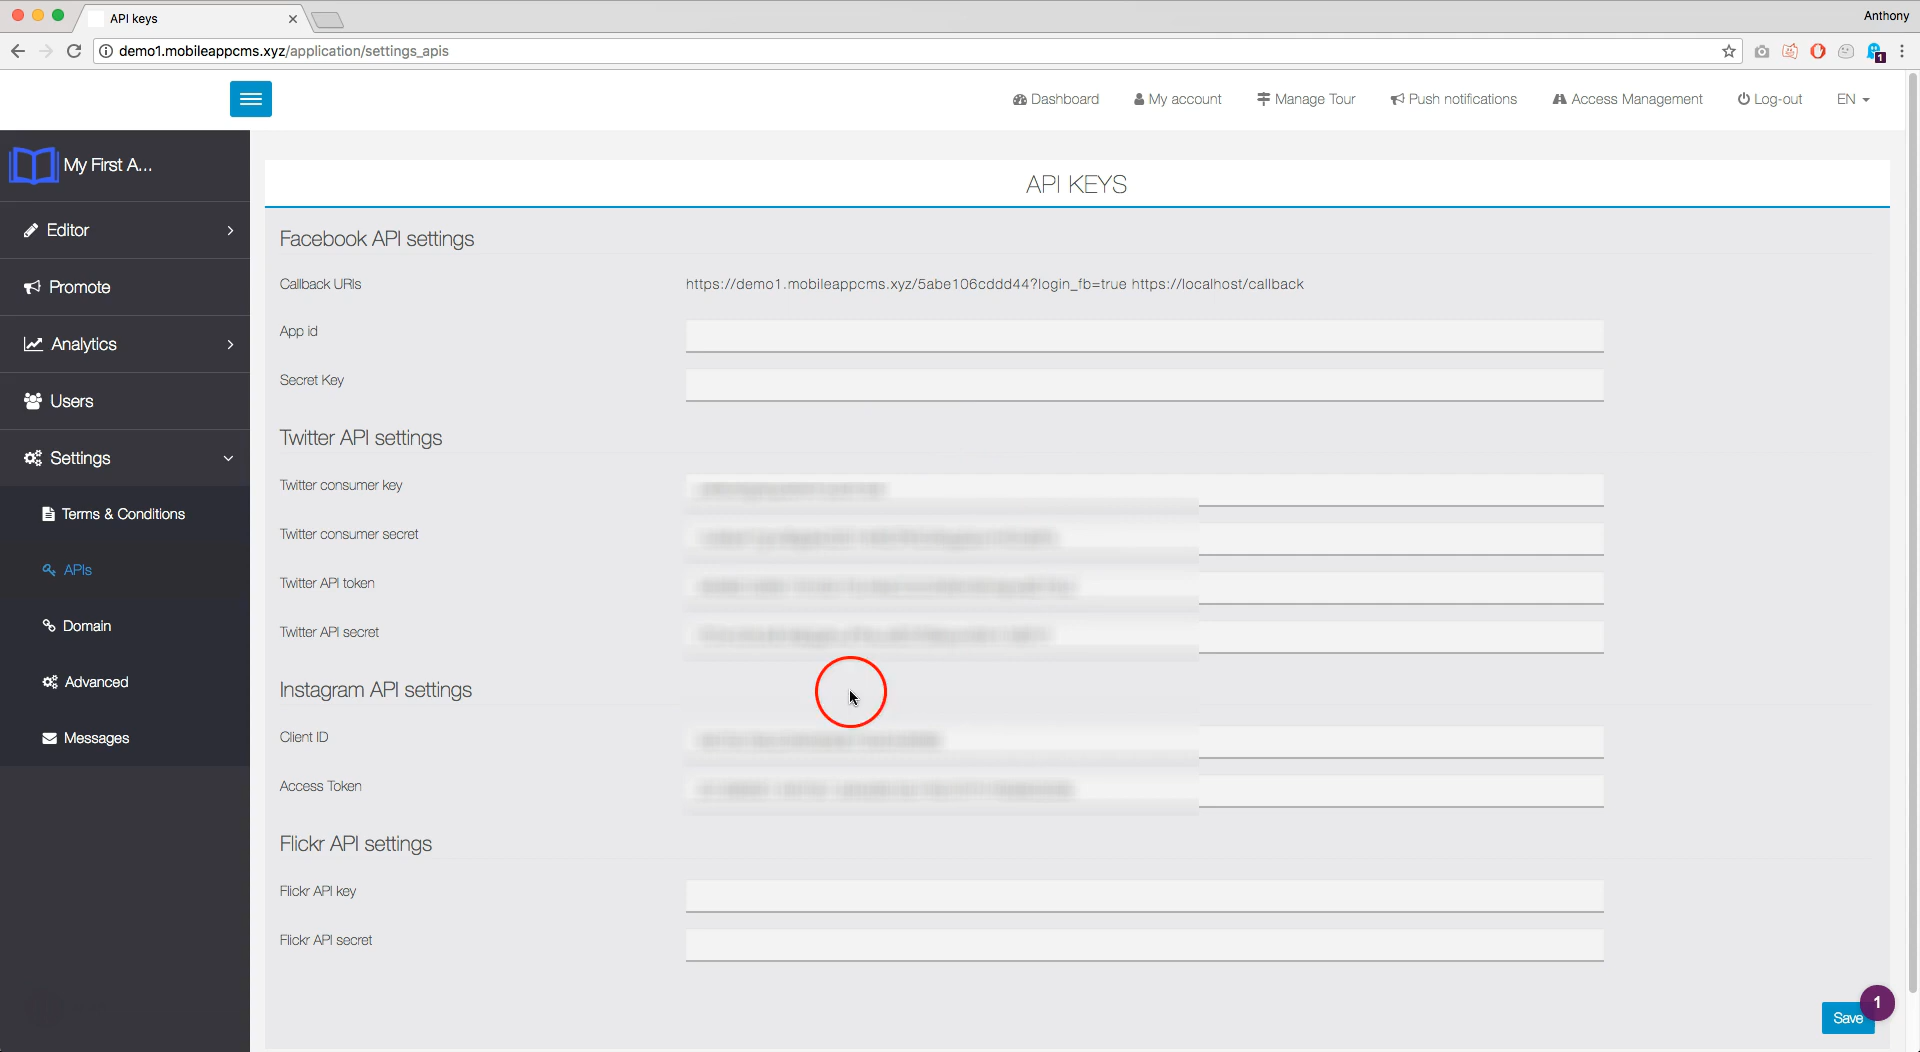 API keys
Anthony
demo1.mobileappcms.xyz/application/settings_apis
1
Dashboard My account Manage Tour Push notifications Access Management Log-out EN
My First A...
Editor
Promote
Analytics
Users
Settings
Terms & Conditions
APIs
Domain
Advanced
Messages
API KEYS
Facebook API settings
Callback URIs https://demo1.mobileappcms.xyz/5abe106cddd44?login_fb=true https://localhost/callback
App id
Secret Key
Twitter API settings
Twitter consumer key
Twitter consumer secret
Twitter API token
Twitter API secret
Instagram API settings
Client ID
Access Token
Flickr API settings
Flickr API key
Flickr API secret
1
Save